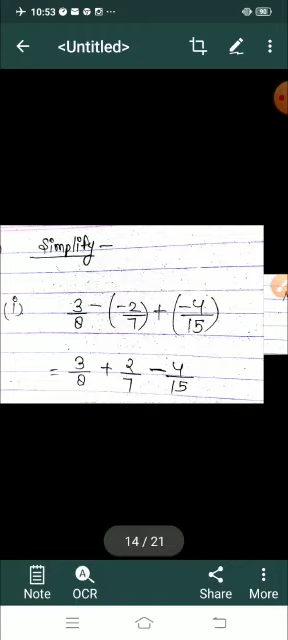 10:53
90
<Untitled>
Simplify -
(i) 3/8 - (-2/7) + (-4/15)
= 3/8 + 2/7 - 4/15
14 / 21
Note OCR Share More